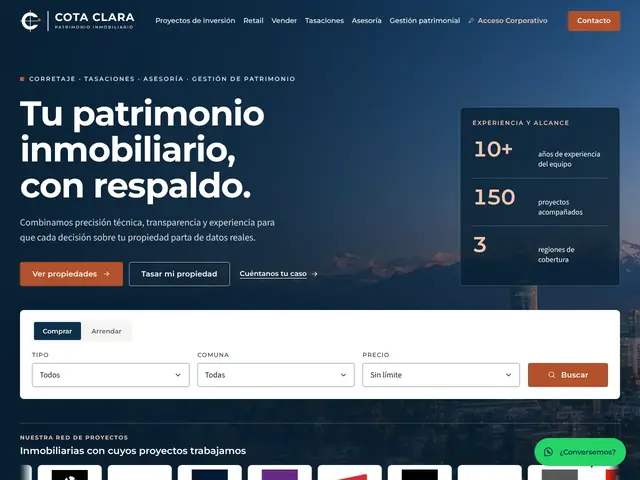 COTA CLARA
PATRIMONIO INMOBILIARIO
Proyectos de inversión
Retail
Vender
Tasaciones
Asesoría
Gestión patrimonial
Acceso Corporativo
Contacto
CORRETAJE · TASACIONES · ASESORÍA · GESTIÓN DE PATRIMONIO
Tu patrimonio
inmobiliario,
con respaldo.
Combinamos precisión técnica, transparencia y experiencia para
que cada decisión sobre tu propiedad parta de datos reales.
Ver propiedades →
Tasar mi propiedad
Cuéntanos tu caso →
EXPERIENCIA Y ALCANCE
10+
años de experiencia
del equipo
150
proyectos
acompañados
3
regiones de
cobertura
Comprar
Arrendar
TIPO
Todos
COMUNA
Todas
PRECIO
Sin límite
Buscar
NUESTRA RED DE PROYECTOS
Inmobiliarias con cuyos proyectos trabajamos
¿Conversemos?